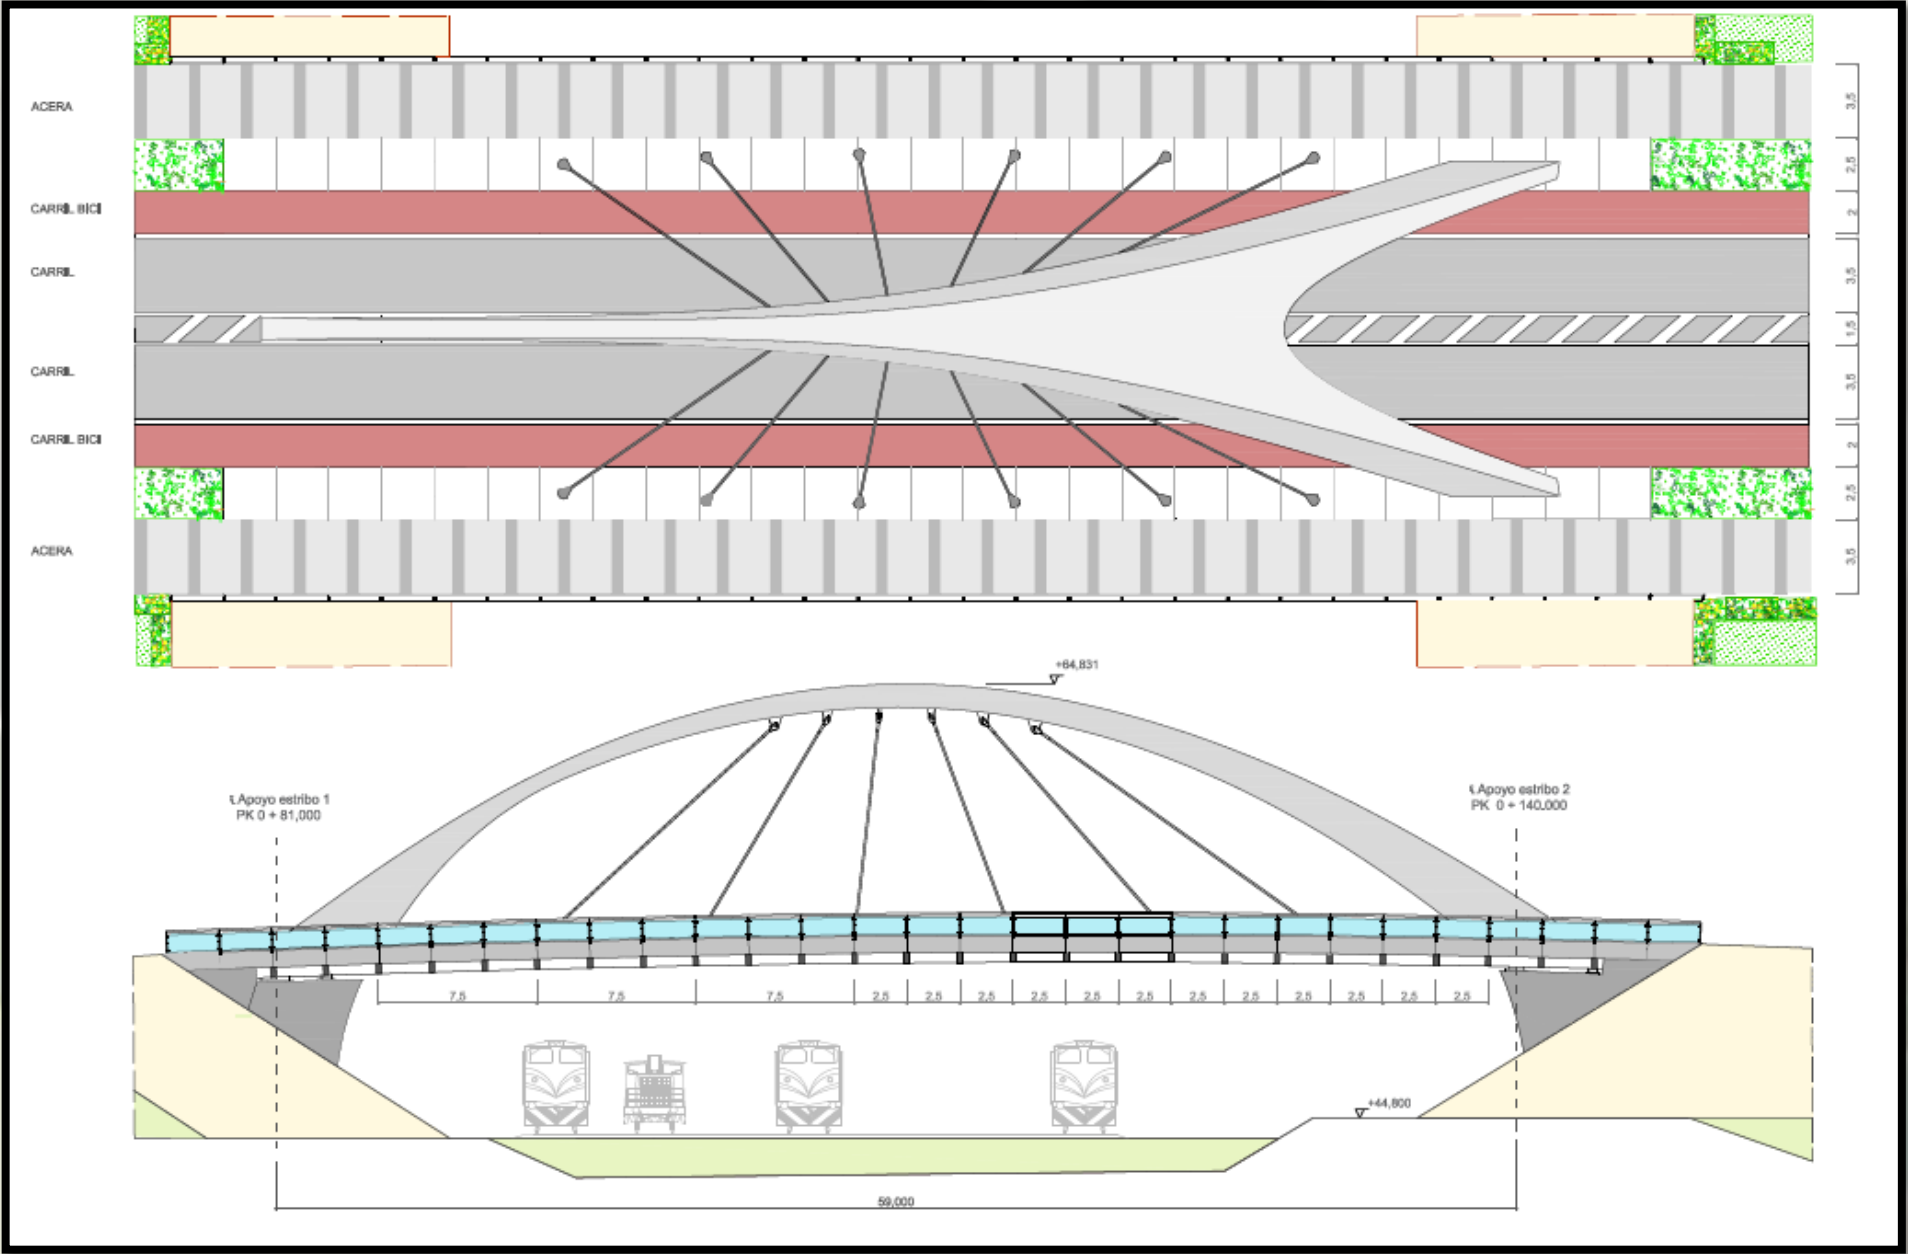 ACERA
3,5
2,5
CARRIL BICI
2
CARRIL
3,5
1,5
CARRIL
3,5
CARRIL BICI
2
2,5
ACERA
3,5
+64,831
Apoyo estribo 1
PK 0 + 81,000
Apoyo estribo 2
PK 0 + 140,000
7,5 7,5 7,5 2,5 2,5 2,5 2,5 2,5 2,5 2,5 2,5 2,5 2,5 2,5 2,5
+44,800
59,000